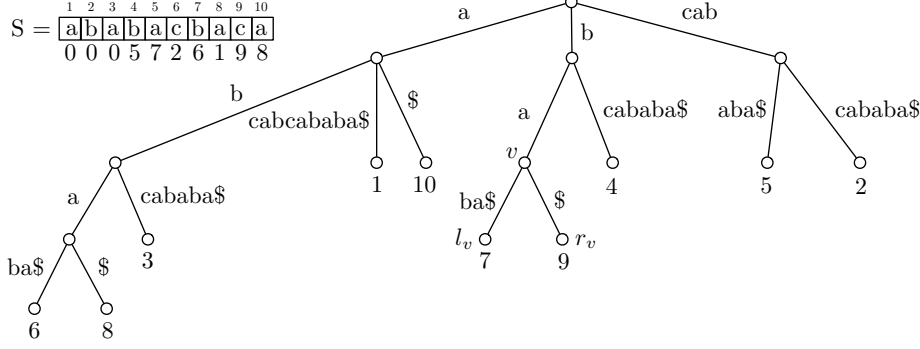 1 2 3 4 5 6 7 8 9 10
a cab
S = a b a b a c b a c a
b
0 0 0 5 7 2 6 1 9 8
b
cabcababa$ $ a cababa$ aba$ cababa$
v
a cababa$ 1 10 4 5 2
ba$ $
l_v r_v
3 7 9
ba$ $
6 8